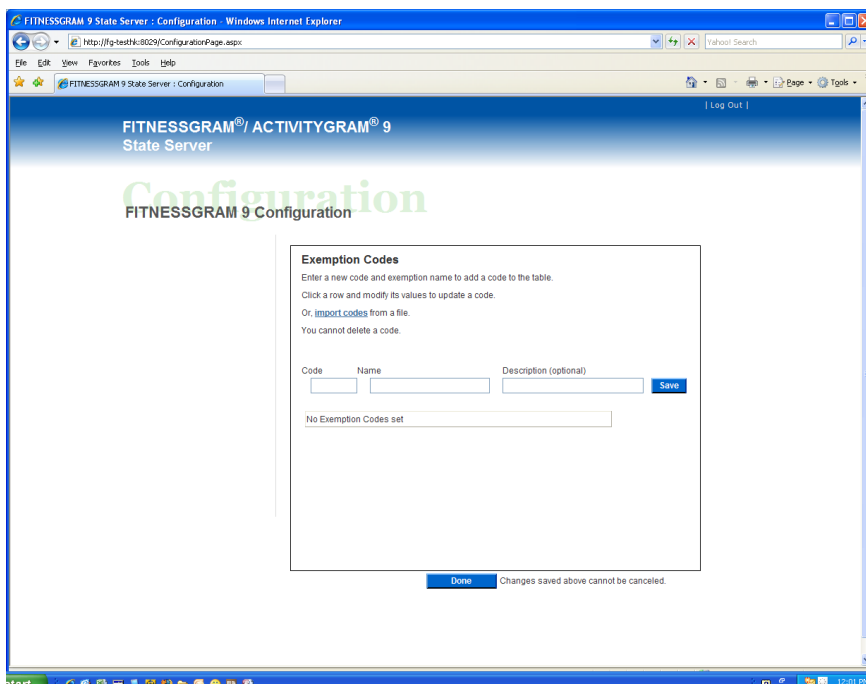 FITNESSGRAM 9 State Server : Configuration - Windows Internet Explorer
http://fg-testhk:8029/ConfigurationPage.aspx
Yahoo! Search
File Edit View Favorites Tools Help
FITNESSGRAM 9 State Server : Configuration
Page Tools
| Log Out |
FITNESSGRAM®/ ACTIVITYGRAM® 9
State Server
Configuration
FITNESSGRAM 9 Configuration
Exemption Codes
Enter a new code and exemption name to add a code to the table.
Click a row and modify its values to update a code.
Or, import codes from a file.
You cannot delete a code.
Code Name Description (optional)
Save
No Exemption Codes set
Done Changes saved above cannot be canceled.
12:01 PM